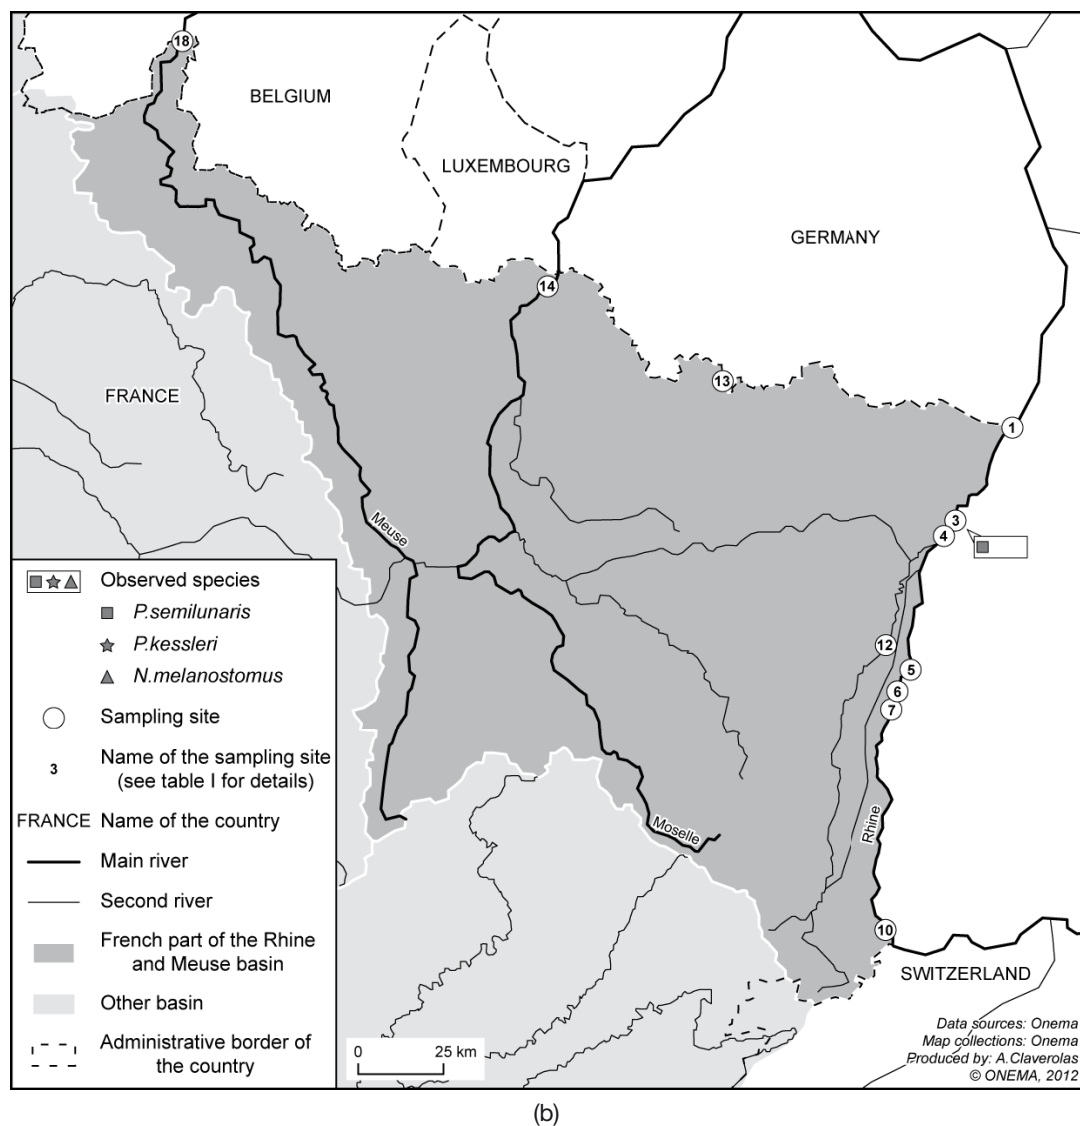 18
BELGIUM
LUXEMBOURG
GERMANY
14
13
FRANCE
1
3
4
Meuse
12
5
6
7
Rhine
Moselle
10
SWITZERLAND
Observed species
P.semilunaris
P.kessleri
N.melanostomus
Sampling site
3 Name of the sampling site
(see table I for details)
FRANCE Name of the country
Main river
Second river
French part of the Rhine
and Meuse basin
Other basin
Administrative border of
the country
0 25 km
Data sources: Onema
Map collections: Onema
Produced by: A.Claverolas
© ONEMA, 2012
(b)